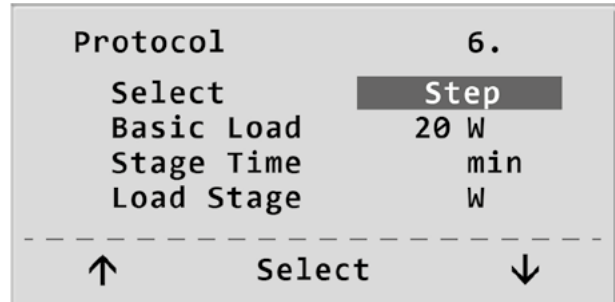 Protocol 6.
Select Step
Basic Load 20 W
Stage Time min
Load Stage W
↑ Select ↓